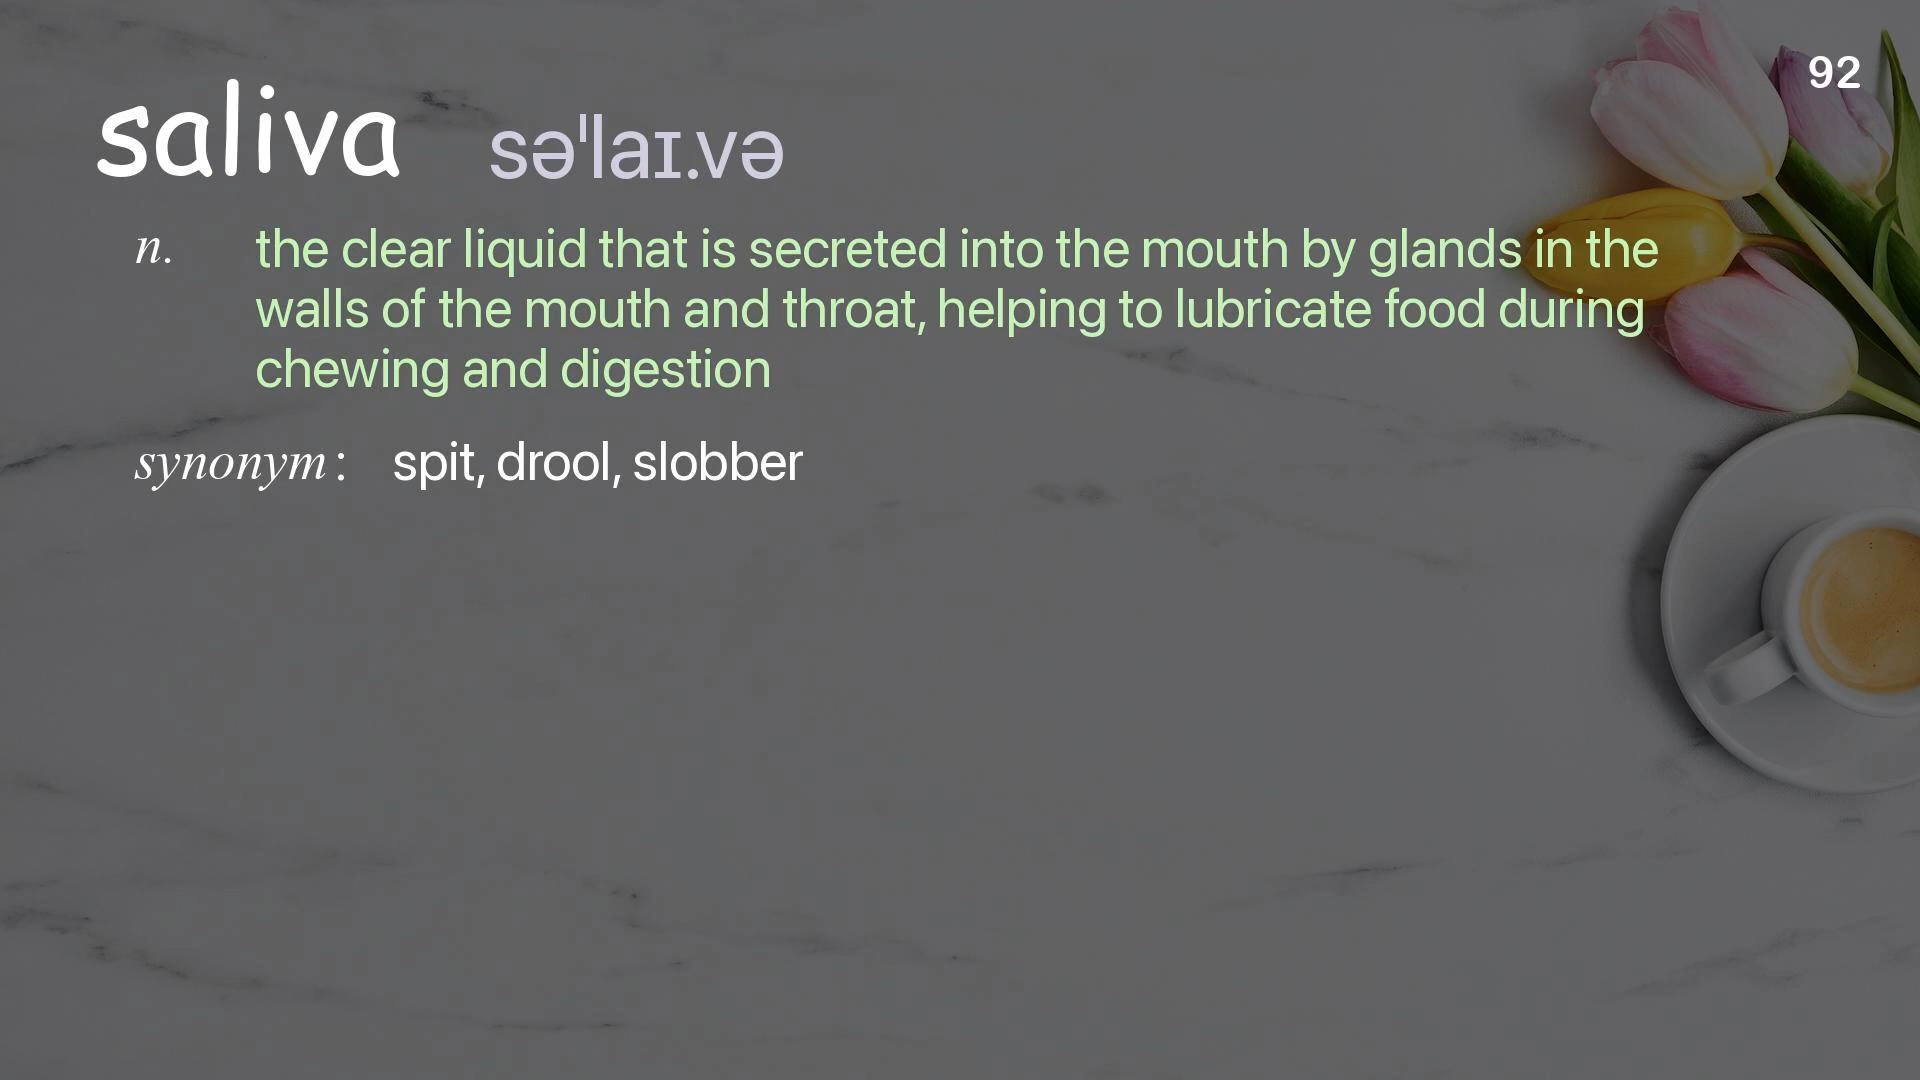 92
saliva səˈlaɪ.və
n. the clear liquid that is secreted into the mouth by glands in the
walls of the mouth and throat, helping to lubricate food during
chewing and digestion
synonym: spit, drool, slobber